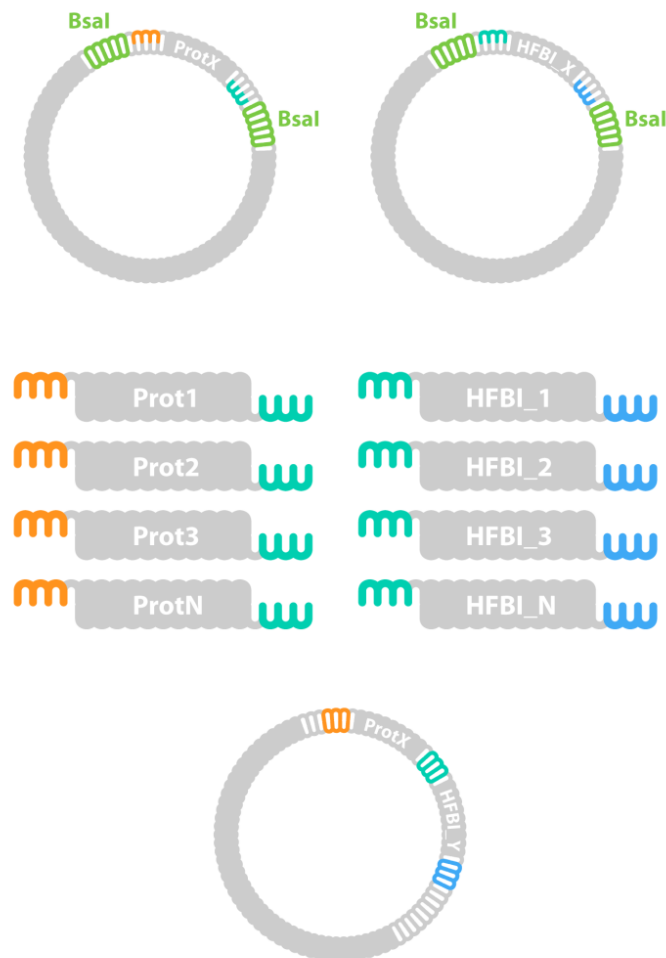 BsaI
ProtX
BsaI
BsaI
HFBI_X
BsaI
Prot1
HFBI_1
Prot2
HFBI_2
Prot3
HFBI_3
ProtN
HFBI_N
ProtX
HFBI_Y